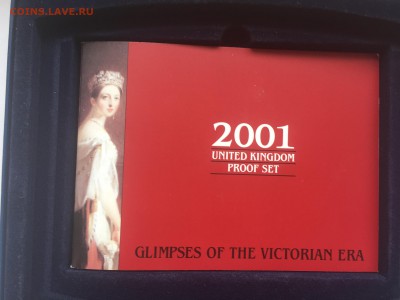 COINS.LAVE.RU
2001
UNITED KINGDOM
PROOF SET
GLIMPSES OF THE VICTORIAN ERA